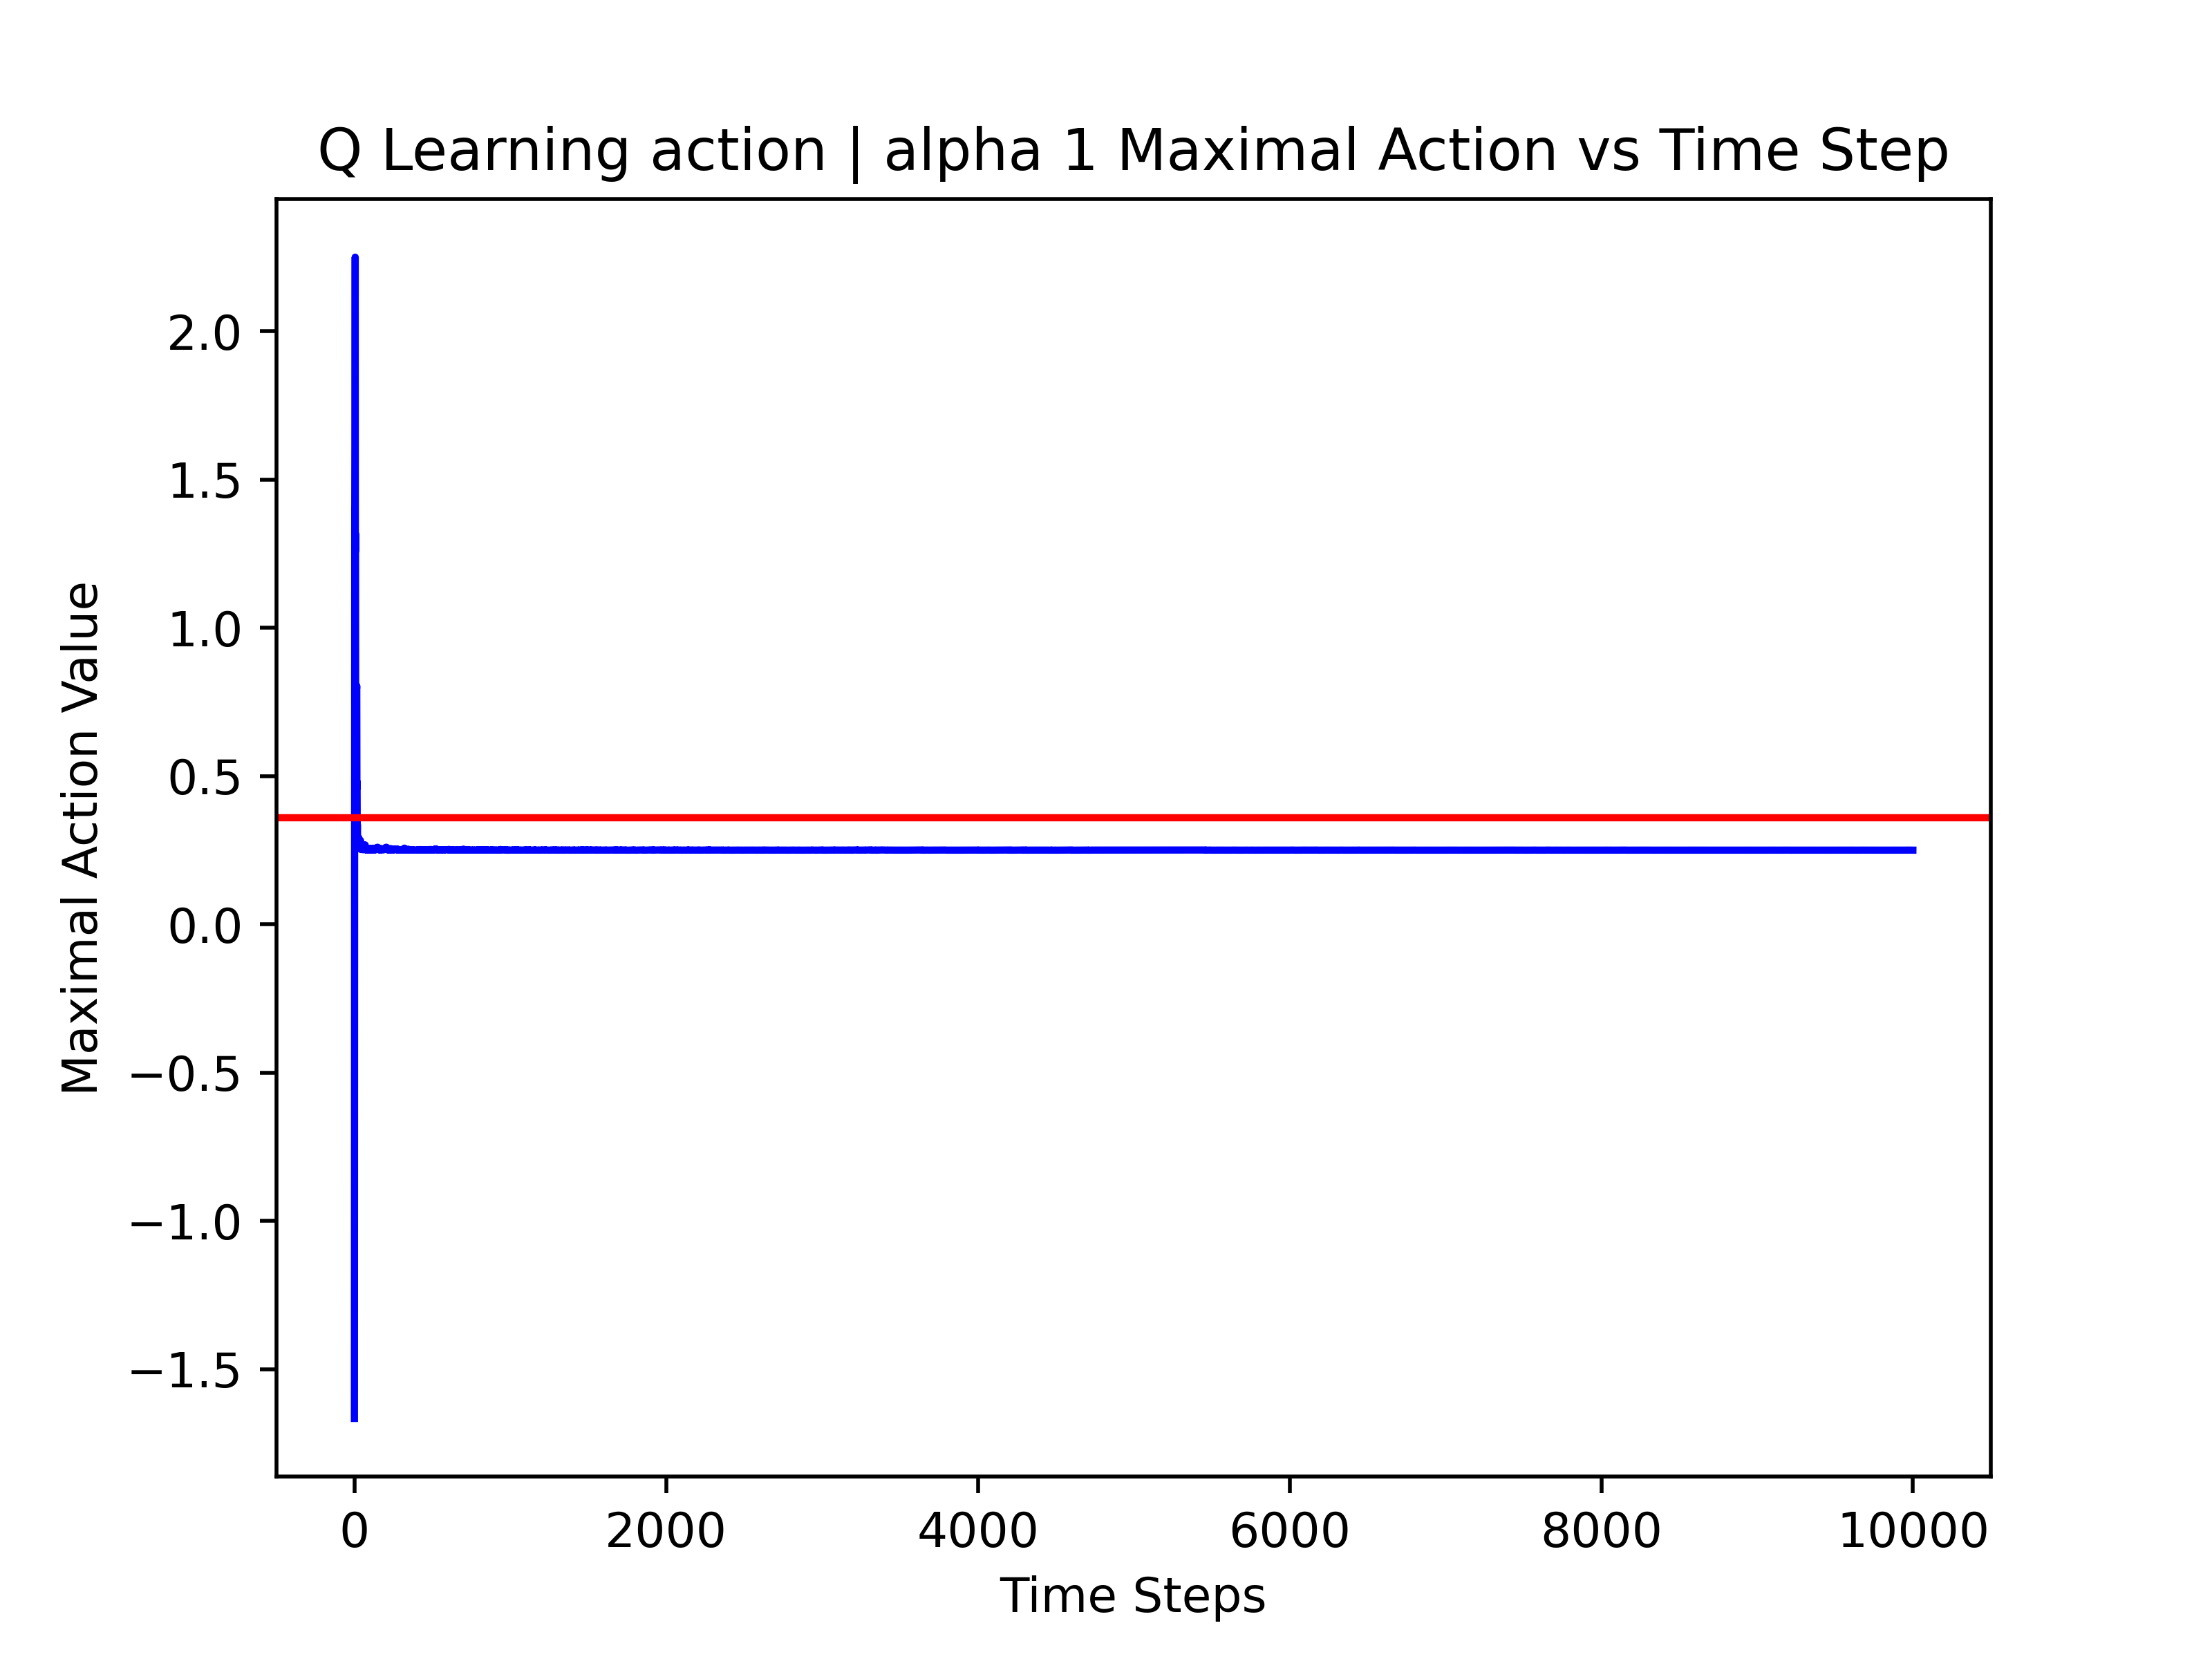 Q Learning action | alpha 1 Maximal Action vs Time Step
Maximal Action Value
2.0
1.5
1.0
0.5
0.0
−0.5
−1.0
−1.5
0 2000 4000 6000 8000 10000
Time Steps